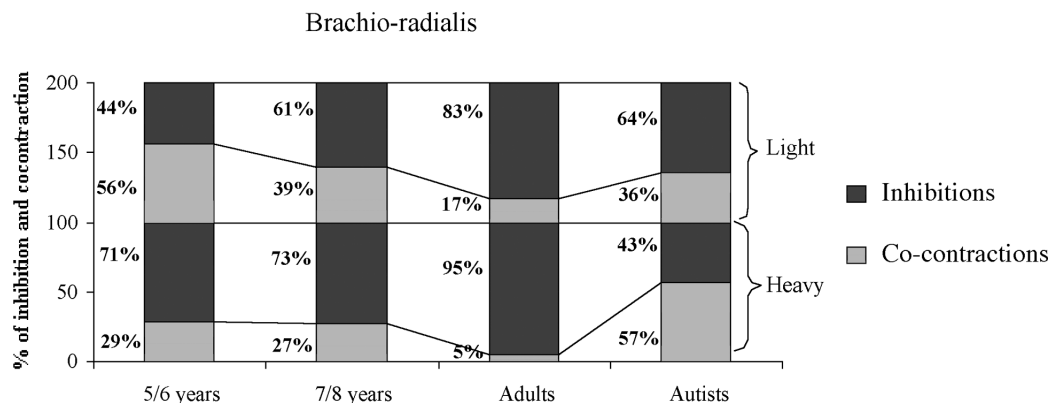 Brachio-radialis
% of inhibition and cocontraction
200
150
100
50
0
44%
61%
83%
64%
56%
39%
17%
36%
71%
73%
95%
43%
29%
27%
5%
57%
Light
Heavy
Inhibitions
Co-contractions
5/6 years
7/8 years
Adults
Autists